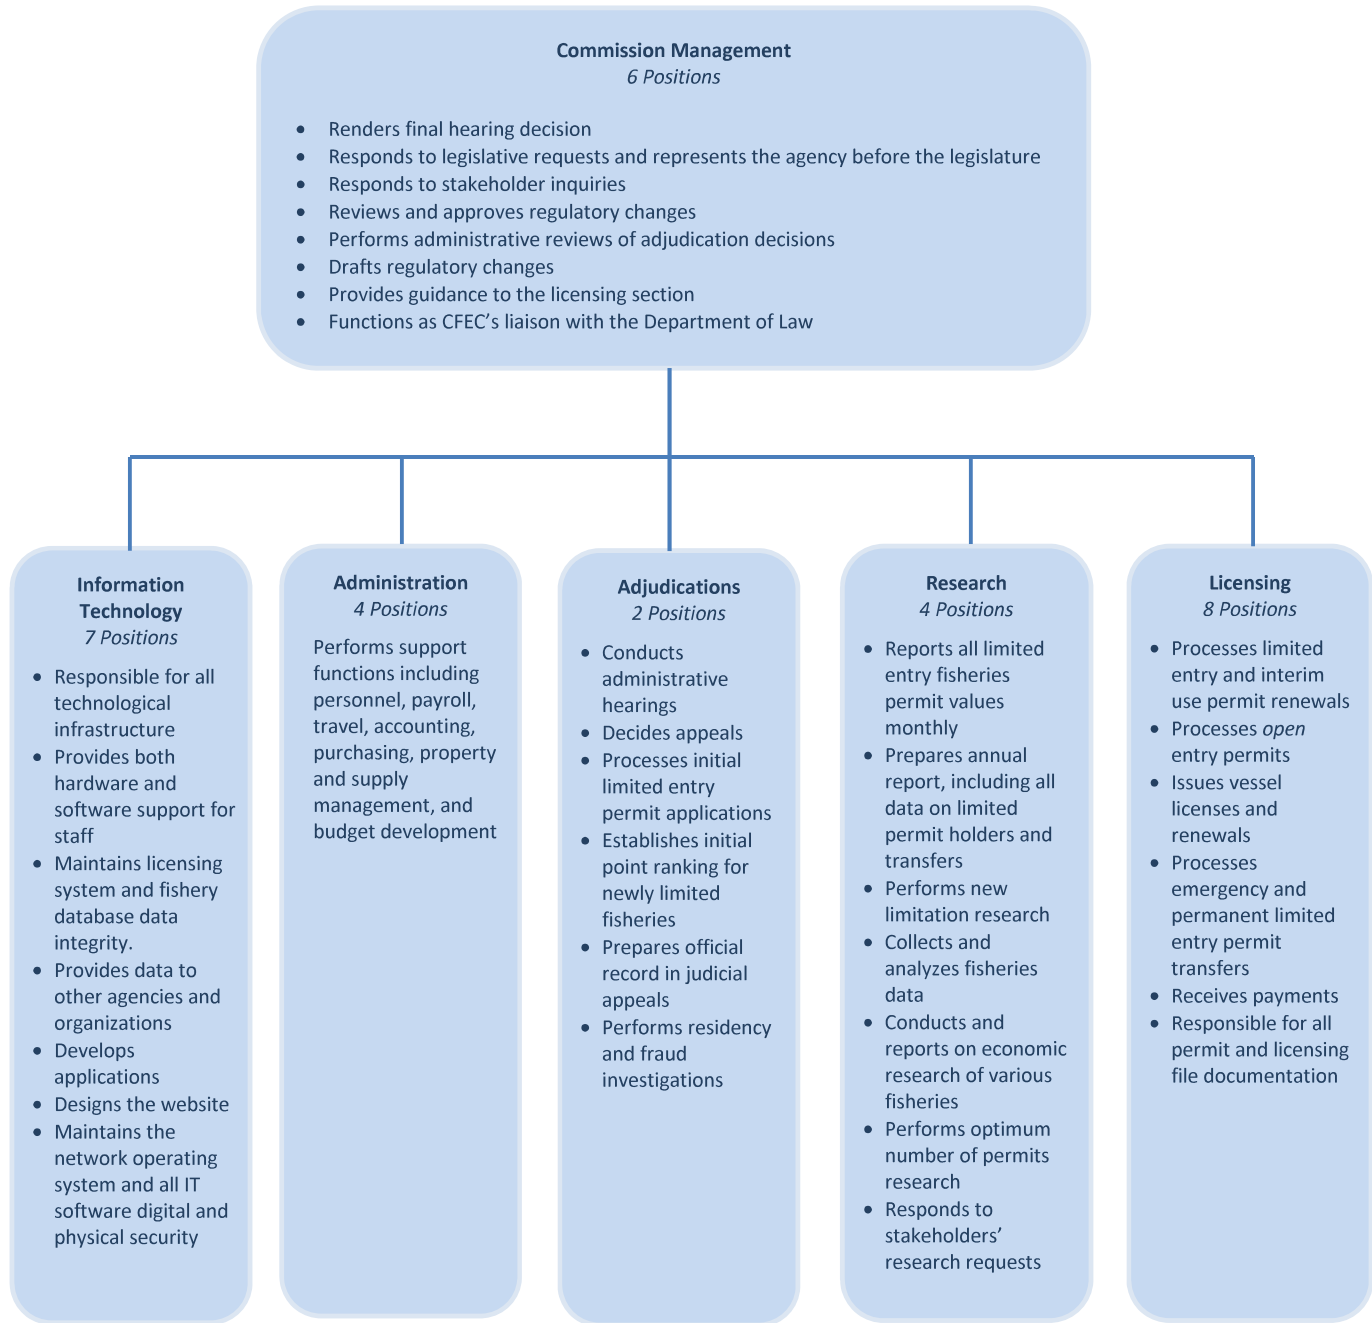 Commission Management
6 Positions
• Renders final hearing decision
• Responds to legislative requests and represents the agency before the legislature
• Responds to stakeholder inquiries
• Reviews and approves regulatory changes
• Performs administrative reviews of adjudication decisions
• Drafts regulatory changes
• Provides guidance to the licensing section
• Functions as CFEC’s liaison with the Department of Law
Information
Technology
7 Positions
• Responsible for all
technological
infrastructure
• Provides both
hardware and
software support for
staff
• Maintains licensing
system and fishery
database data
integrity.
• Provides data to
other agencies and
organizations
• Develops
applications
• Designs the website
• Maintains the
network operating
system and all IT
software digital and
physical security
Administration
4 Positions
Performs support
functions including
personnel, payroll,
travel, accounting,
purchasing, property
and supply
management, and
budget development
Adjudications
2 Positions
• Conducts
administrative
hearings
• Decides appeals
• Processes initial
limited entry
permit applications
• Establishes initial
point ranking for
newly limited
fisheries
• Prepares official
record in judicial
appeals
• Performs residency
and fraud
investigations
Research
4 Positions
• Reports all limited
entry fisheries
permit values
monthly
• Prepares annual
report, including all
data on limited
permit holders and
transfers
• Performs new
limitation research
• Collects and
analyzes fisheries
data
• Conducts and
reports on economic
research of various
fisheries
• Performs optimum
number of permits
research
• Responds to
stakeholders’
research requests
Licensing
8 Positions
• Processes limited
entry and interim
use permit renewals
• Processes open
entry permits
• Issues vessel
licenses and
renewals
• Processes
emergency and
permanent limited
entry permit
transfers
• Receives payments
• Responsible for all
permit and licensing
file documentation